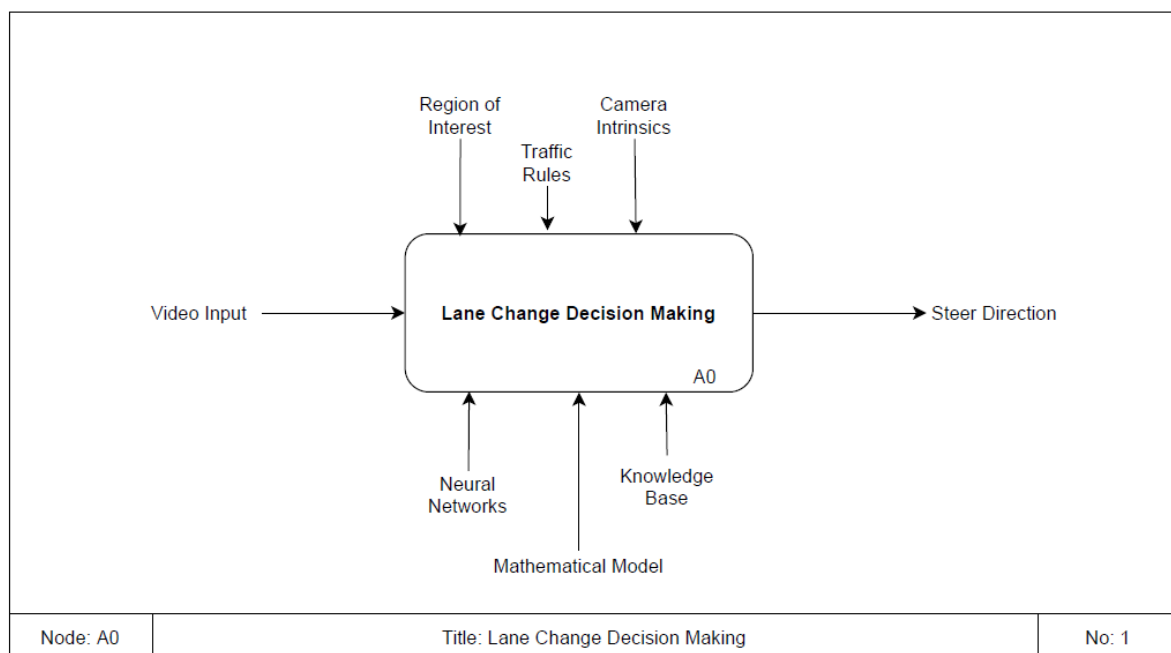 Region of
Interest
Camera
Intrinsics
Traffic
Rules
Video Input
Lane Change Decision Making
Steer Direction
A0
Neural
Networks
Knowledge
Base
Mathematical Model
Node: A0
Title: Lane Change Decision Making
No: 1